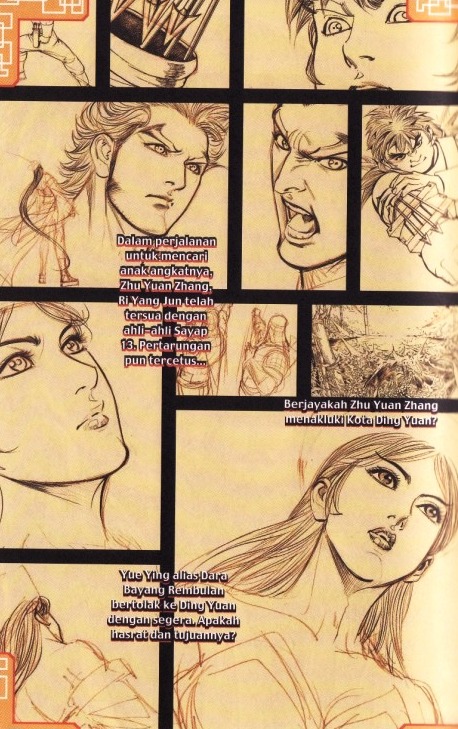 Dalam perjalanan
untuk mencari
anak angkatnya,
Zhu Yuan Zhang,
Ri Yang Jun telah
tersua dengan
ahli-ahli Sayap
13. Pertarungan
pun tercetus...
Berjayakah Zhu Yuan Zhang
menakluki Kota Ding Yuan?
Yue Ying alias Dara
Bayang Rembulan
bertolak ke Ding Yuan
dengan segera. Apakah
hasrat dan tujuannya?